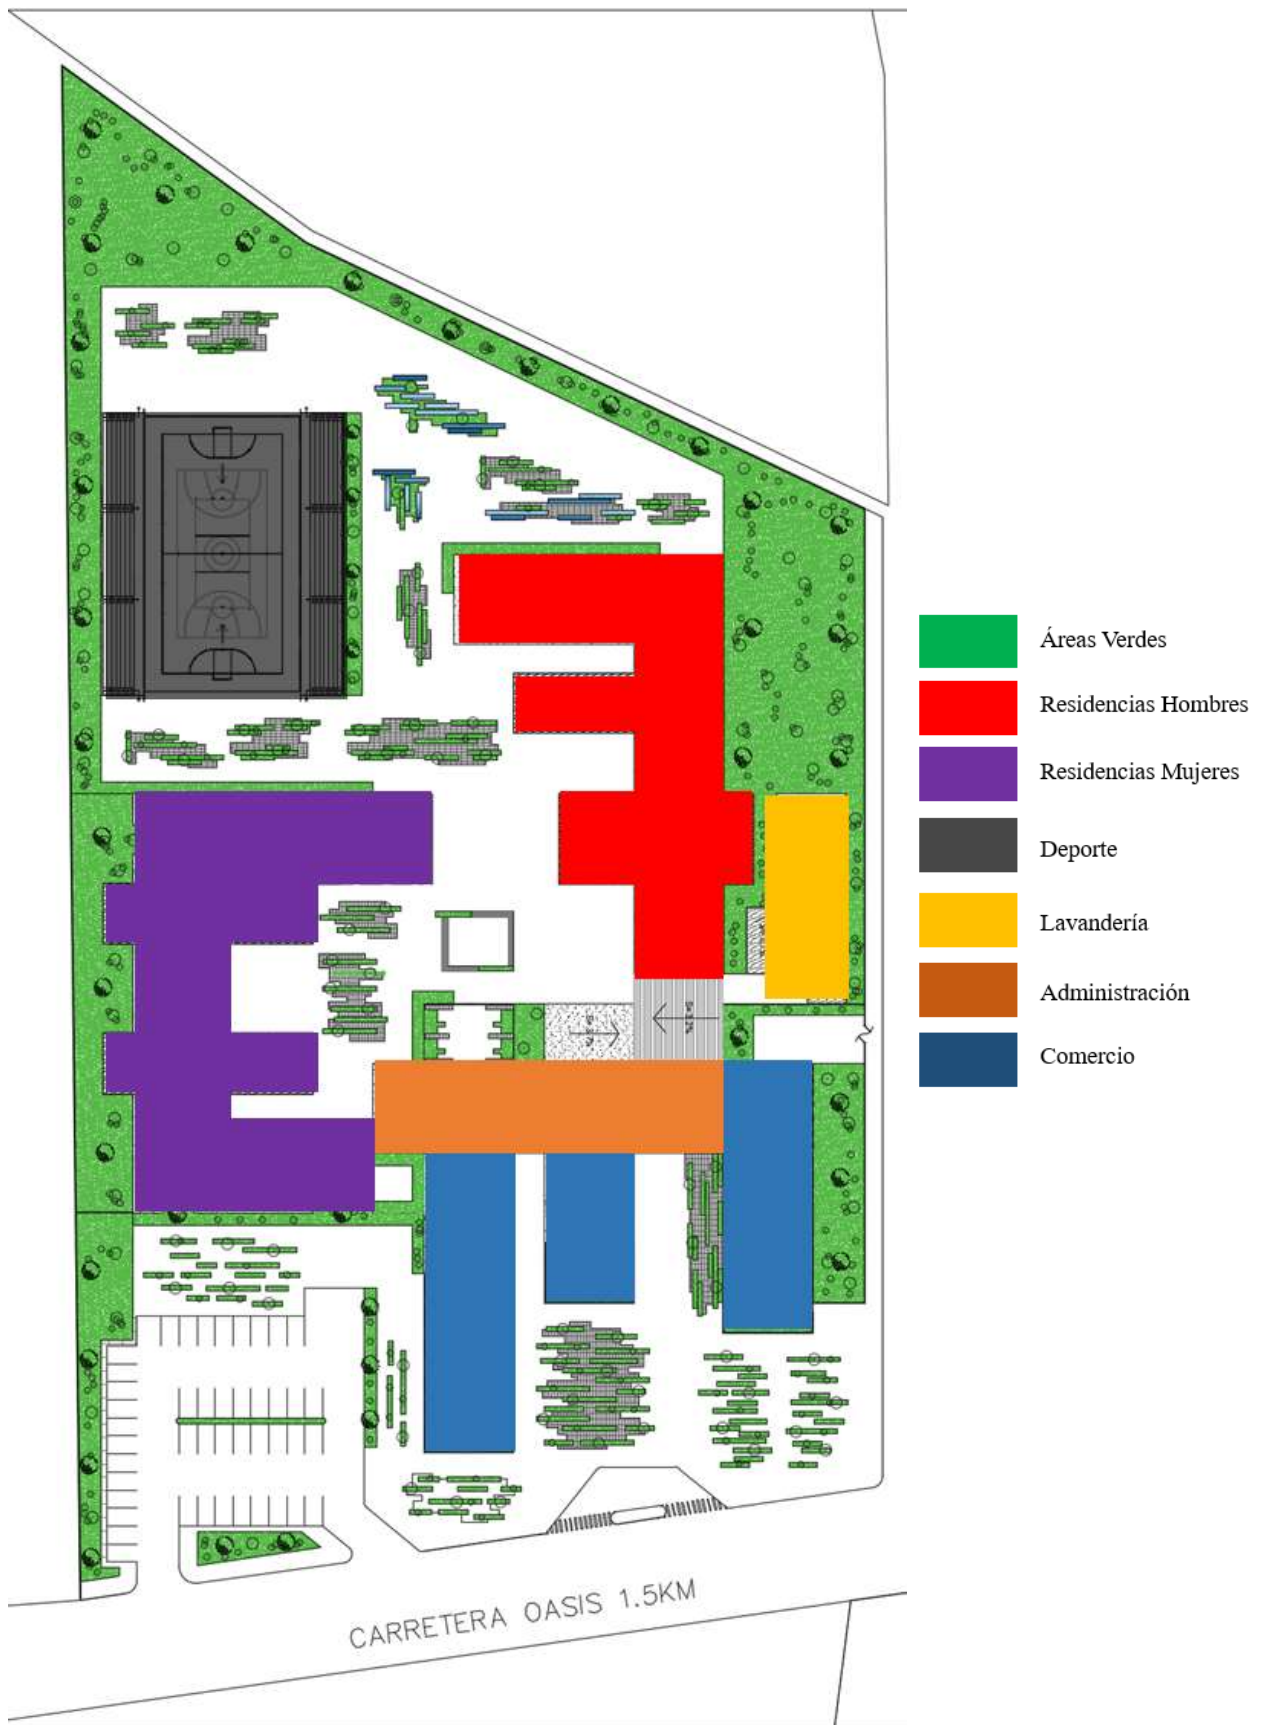 Áreas Verdes
Residencias Hombres
Residencias Mujeres
Deporte
Lavandería
Administración
Comercio
CARRETERA OASIS 1.5KM